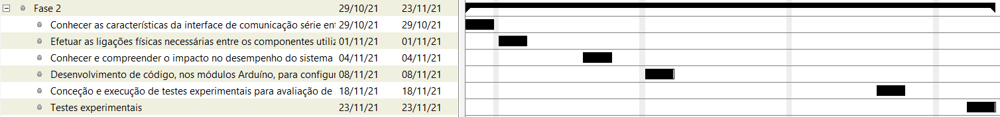 Fase 2 29/10/21 23/11/21
Conhecer as características da interface de comunicação série ent 29/10/21 29/10/21
Efetuar as ligações físicas necessárias entre os componentes utiliz 01/11/21 01/11/21
Conhecer e compreender o impacto no desempenho do sistema 04/11/21 04/11/21
Desenvolvimento de código, nos módulos Arduíno, para configur 08/11/21 08/11/21
Conceção e execução de testes experimentais para avaliação de 18/11/21 18/11/21
Testes experimentais 23/11/21 23/11/21